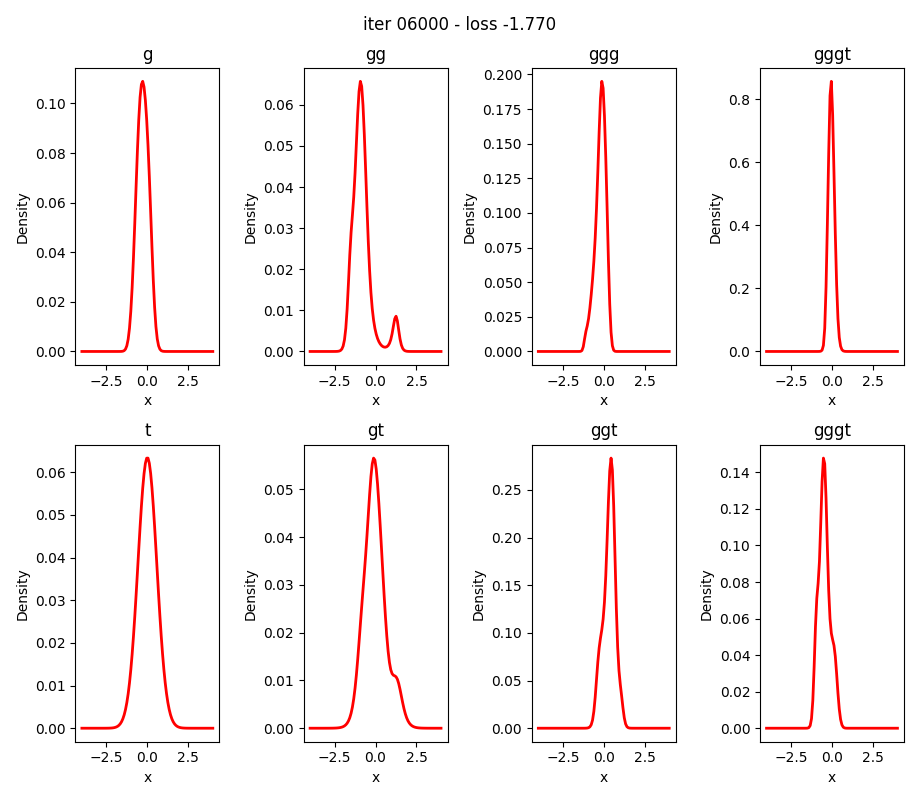 iter 06000 - loss -1.770
g gg ggg gggt
0.10 0.08 0.06 0.04 0.02 0.00
Density
−2.5 0.0 2.5
x
0.06 0.05 0.04 0.03 0.02 0.01 0.00
Density
−2.5 0.0 2.5
x
0.200 0.175 0.150 0.125 0.100 0.075 0.050 0.025 0.000
Density
−2.5 0.0 2.5
x
0.8 0.6 0.4 0.2 0.0
Density
−2.5 0.0 2.5
x
t gt ggt gggt
0.06 0.05 0.04 0.03 0.02 0.01 0.00
Density
−2.5 0.0 2.5
x
0.05 0.04 0.03 0.02 0.01 0.00
Density
−2.5 0.0 2.5
x
0.25 0.20 0.15 0.10 0.05 0.00
Density
−2.5 0.0 2.5
x
0.14 0.12 0.10 0.08 0.06 0.04 0.02 0.00
Density
−2.5 0.0 2.5
x